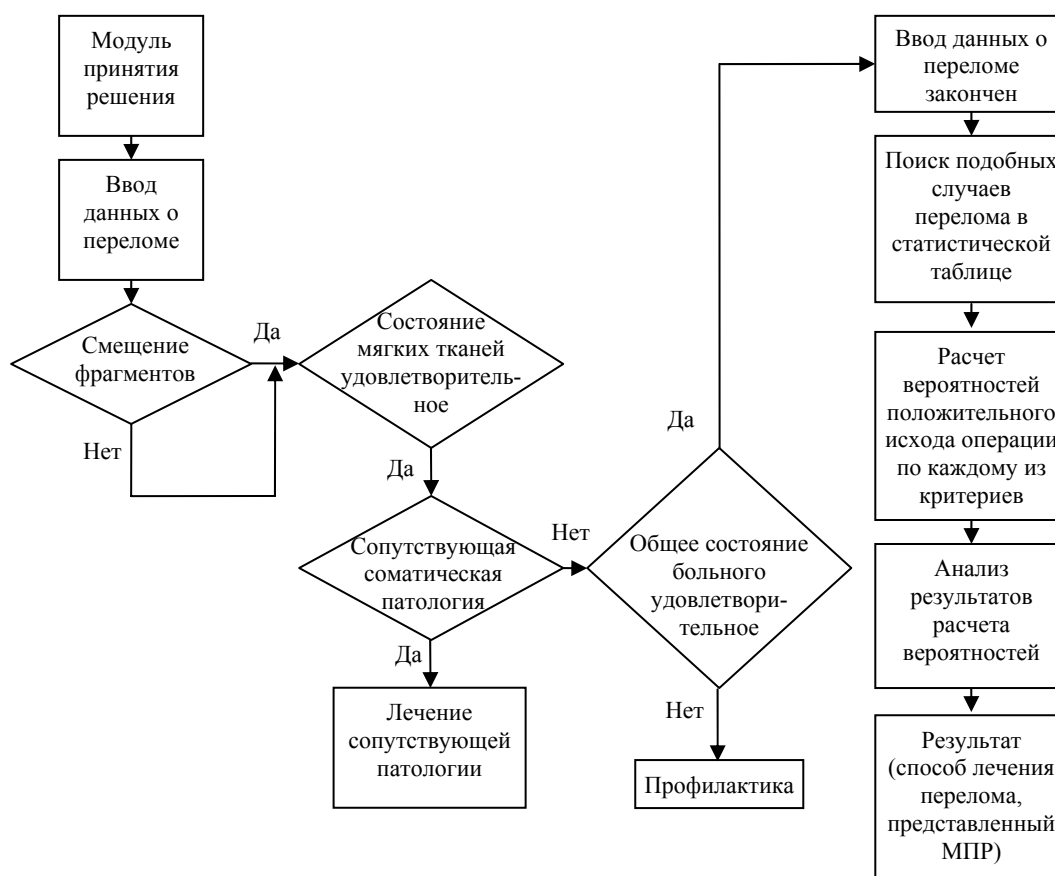 Модуль
принятия
решения
Ввод
данных о
переломе
Смещение
фрагментов
Да
Нет
Состояние
мягких тканей
удовлетворитель-
ное
Да
Сопутствующая
соматическая
патология
Нет
Да
Лечение
сопутствующей
патологии
Общее состояние
больного
удовлетвори-
тельное
Да
Нет
Профилактика
Ввод данных о
переломе
закончен
Поиск подобных
случаев
перелома в
статистической
таблице
Расчет
вероятностей
положительного
исхода операции
по каждому из
критериев
Анализ
результатов
расчета
вероятностей
Результат
(способ лечения
перелома,
представленный
МПР)